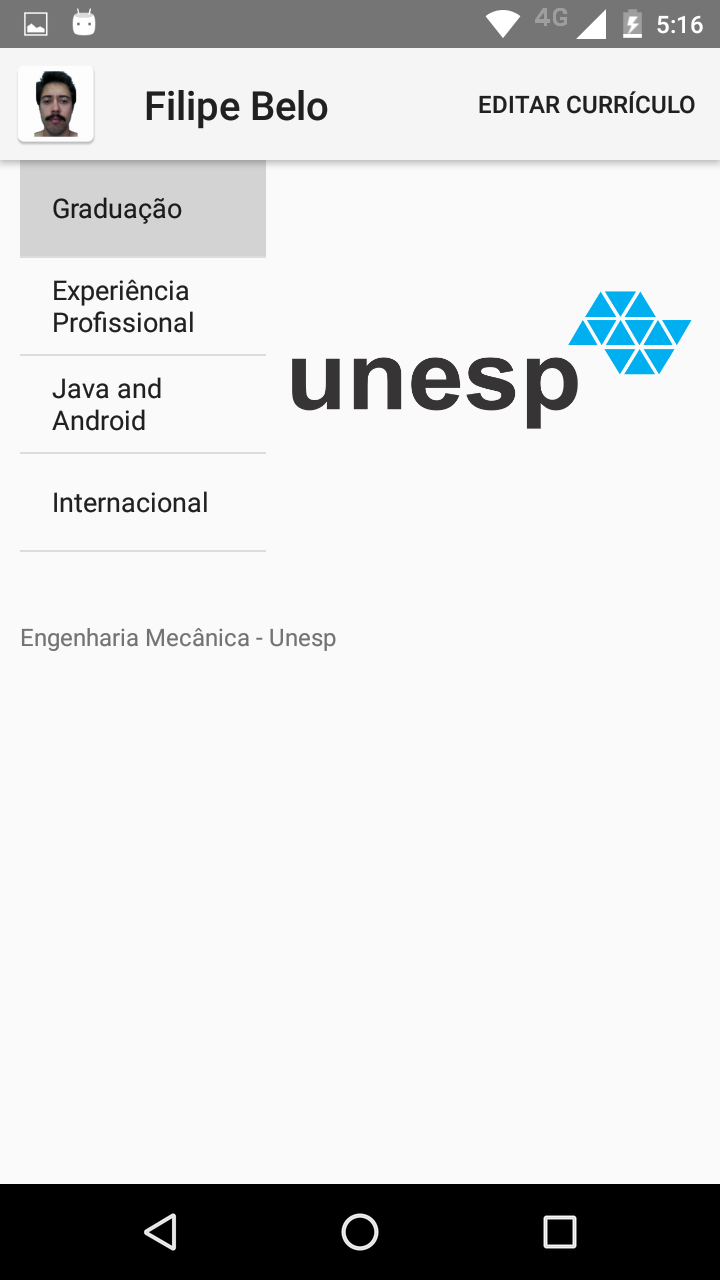 4G 5:16
Filipe Belo
EDITAR CURRÍCULO
Graduação
Experiência
Profissional
Java and
Android
Internacional
unesp
Engenharia Mecânica - Unesp